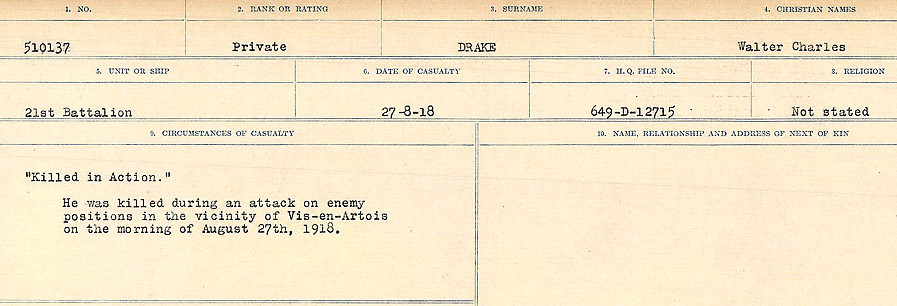 1. NO. 2. RANK OR RATING 3. SURNAME 4. CHRISTIAN NAMES
510137 Private DRAKE Walter Charles
5. UNIT OR SHIP 6. DATE OF CASUALTY 7. H.Q. FILE NO. 8. RELIGION
21st Battalion 27-8-18 649-D-12715 Not stated
9. CIRCUMSTANCES OF CASUALTY 10. NAME, RELATIONSHIP AND ADDRESS OF NEXT OF KIN
"Killed in Action."
He was killed during an attack on enemy
positions in the vicinity of Vis-en-Artois
on the morning of August 27th, 1918.